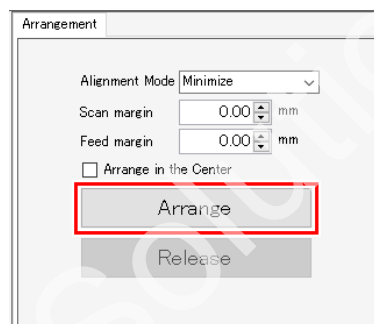 Arrangement
Alignment Mode Minimize
Scan margin 0.00 mm
Feed margin 0.00 mm
Arrange in the Center
Arrange
Release